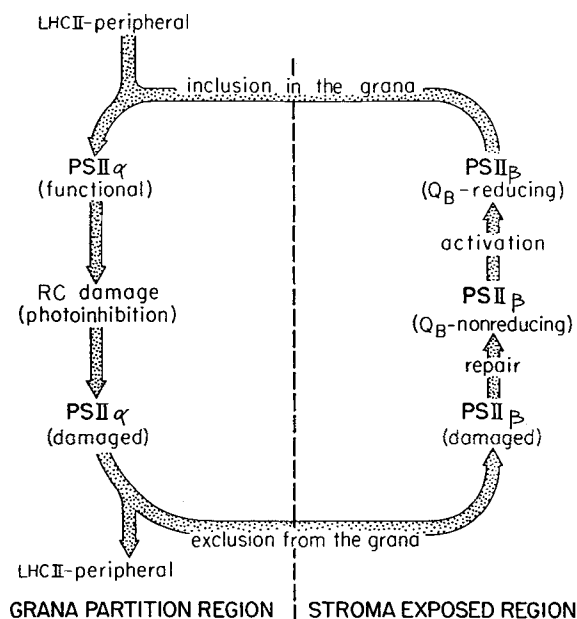 LHCII-peripheral
inclusion in the grana
PSIIα
(functional)
RC damage
(photoinhibition)
PSIIα
(damaged)
LHCII-peripheral
PSIIβ
(QB-reducing)
activation
PSIIβ
(QB-nonreducing)
repair
PSIIβ
(damaged)
exclusion from the grana
GRANA PARTITION REGION
STROMA EXPOSED REGION